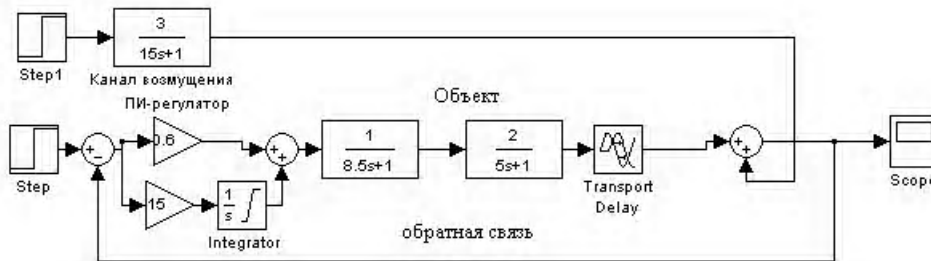 3
15s+1
Step1
Канал возмущения
ПИ-регулятор
Объект
0.6
1
8.5s+1
2
5s+1
Step
Transport
Delay
Scope
15
1
s
Integrator
обратная связь